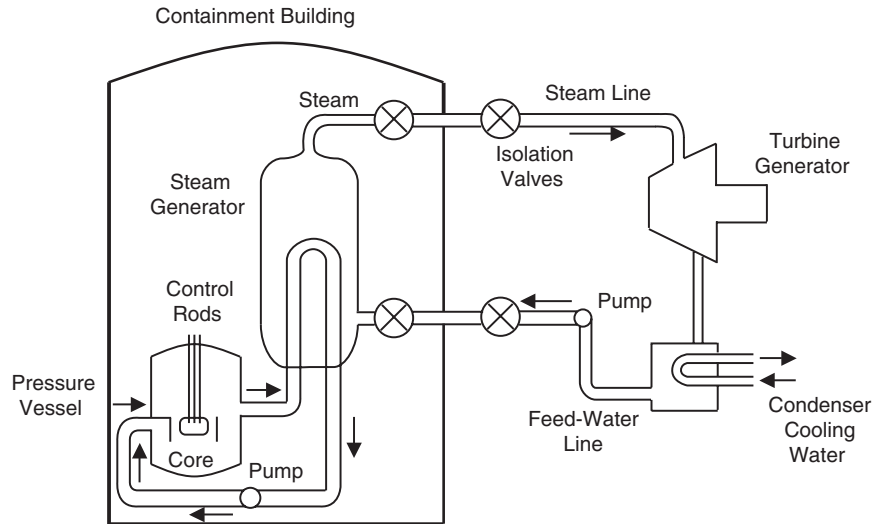 Containment Building
Steam
Steam Line
Isolation
Valves
Turbine
Generator
Steam
Generator
Control
Rods
Pump
Pressure
Vessel
Feed-Water
Line
Condenser
Cooling
Water
Core
Pump